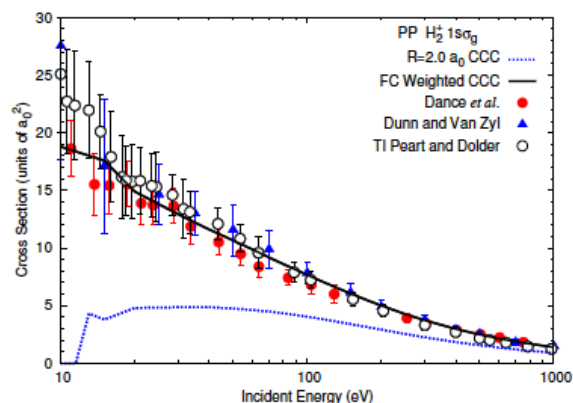 PP H₂⁺ 1sσg
R=2.0 a₀ CCC
FC Weighted CCC
Dance et al.
Dunn and Van Zyl
TI Peart and Dolder
Cross Section (units of a₀²)
30
25
20
15
10
5
0
10 100 1000
Incident Energy (eV)